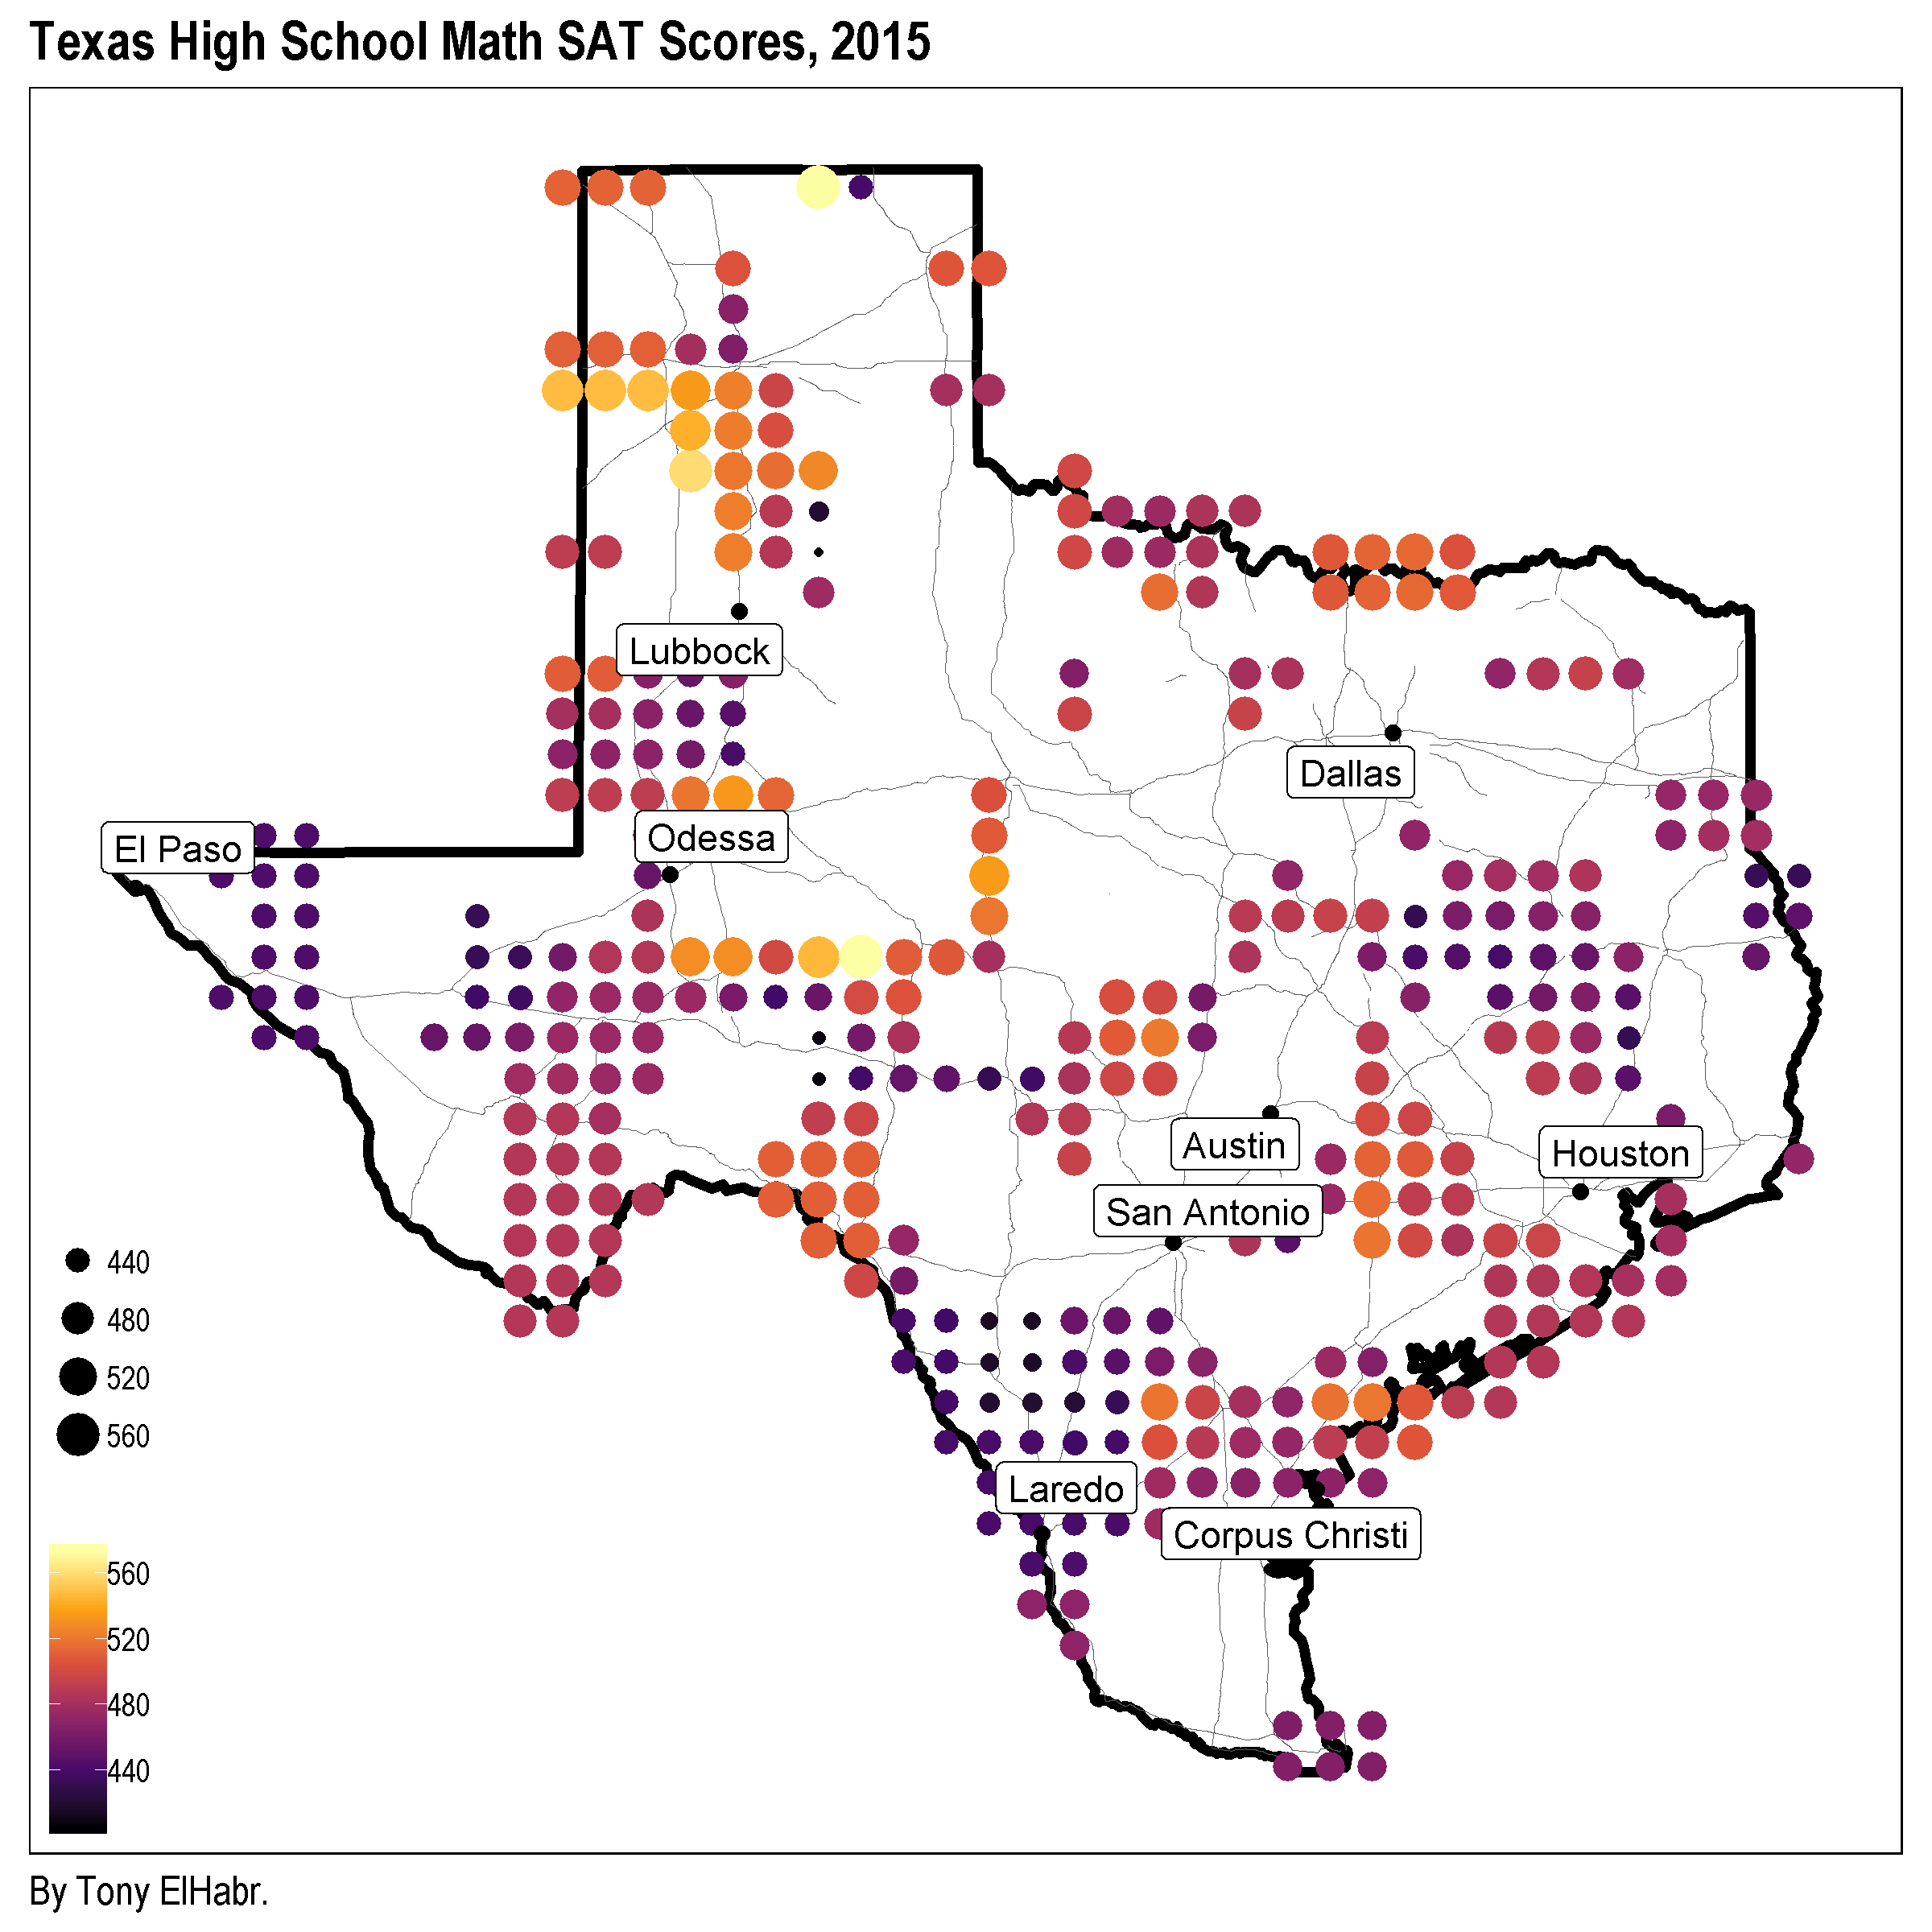 Texas High School Math SAT Scores, 2015
Lubbock
Dallas
El Paso
Odessa
Austin
Houston
San Antonio
Laredo
Corpus Christi
440
480
520
560
560
520
480
440
By Tony ElHabr.